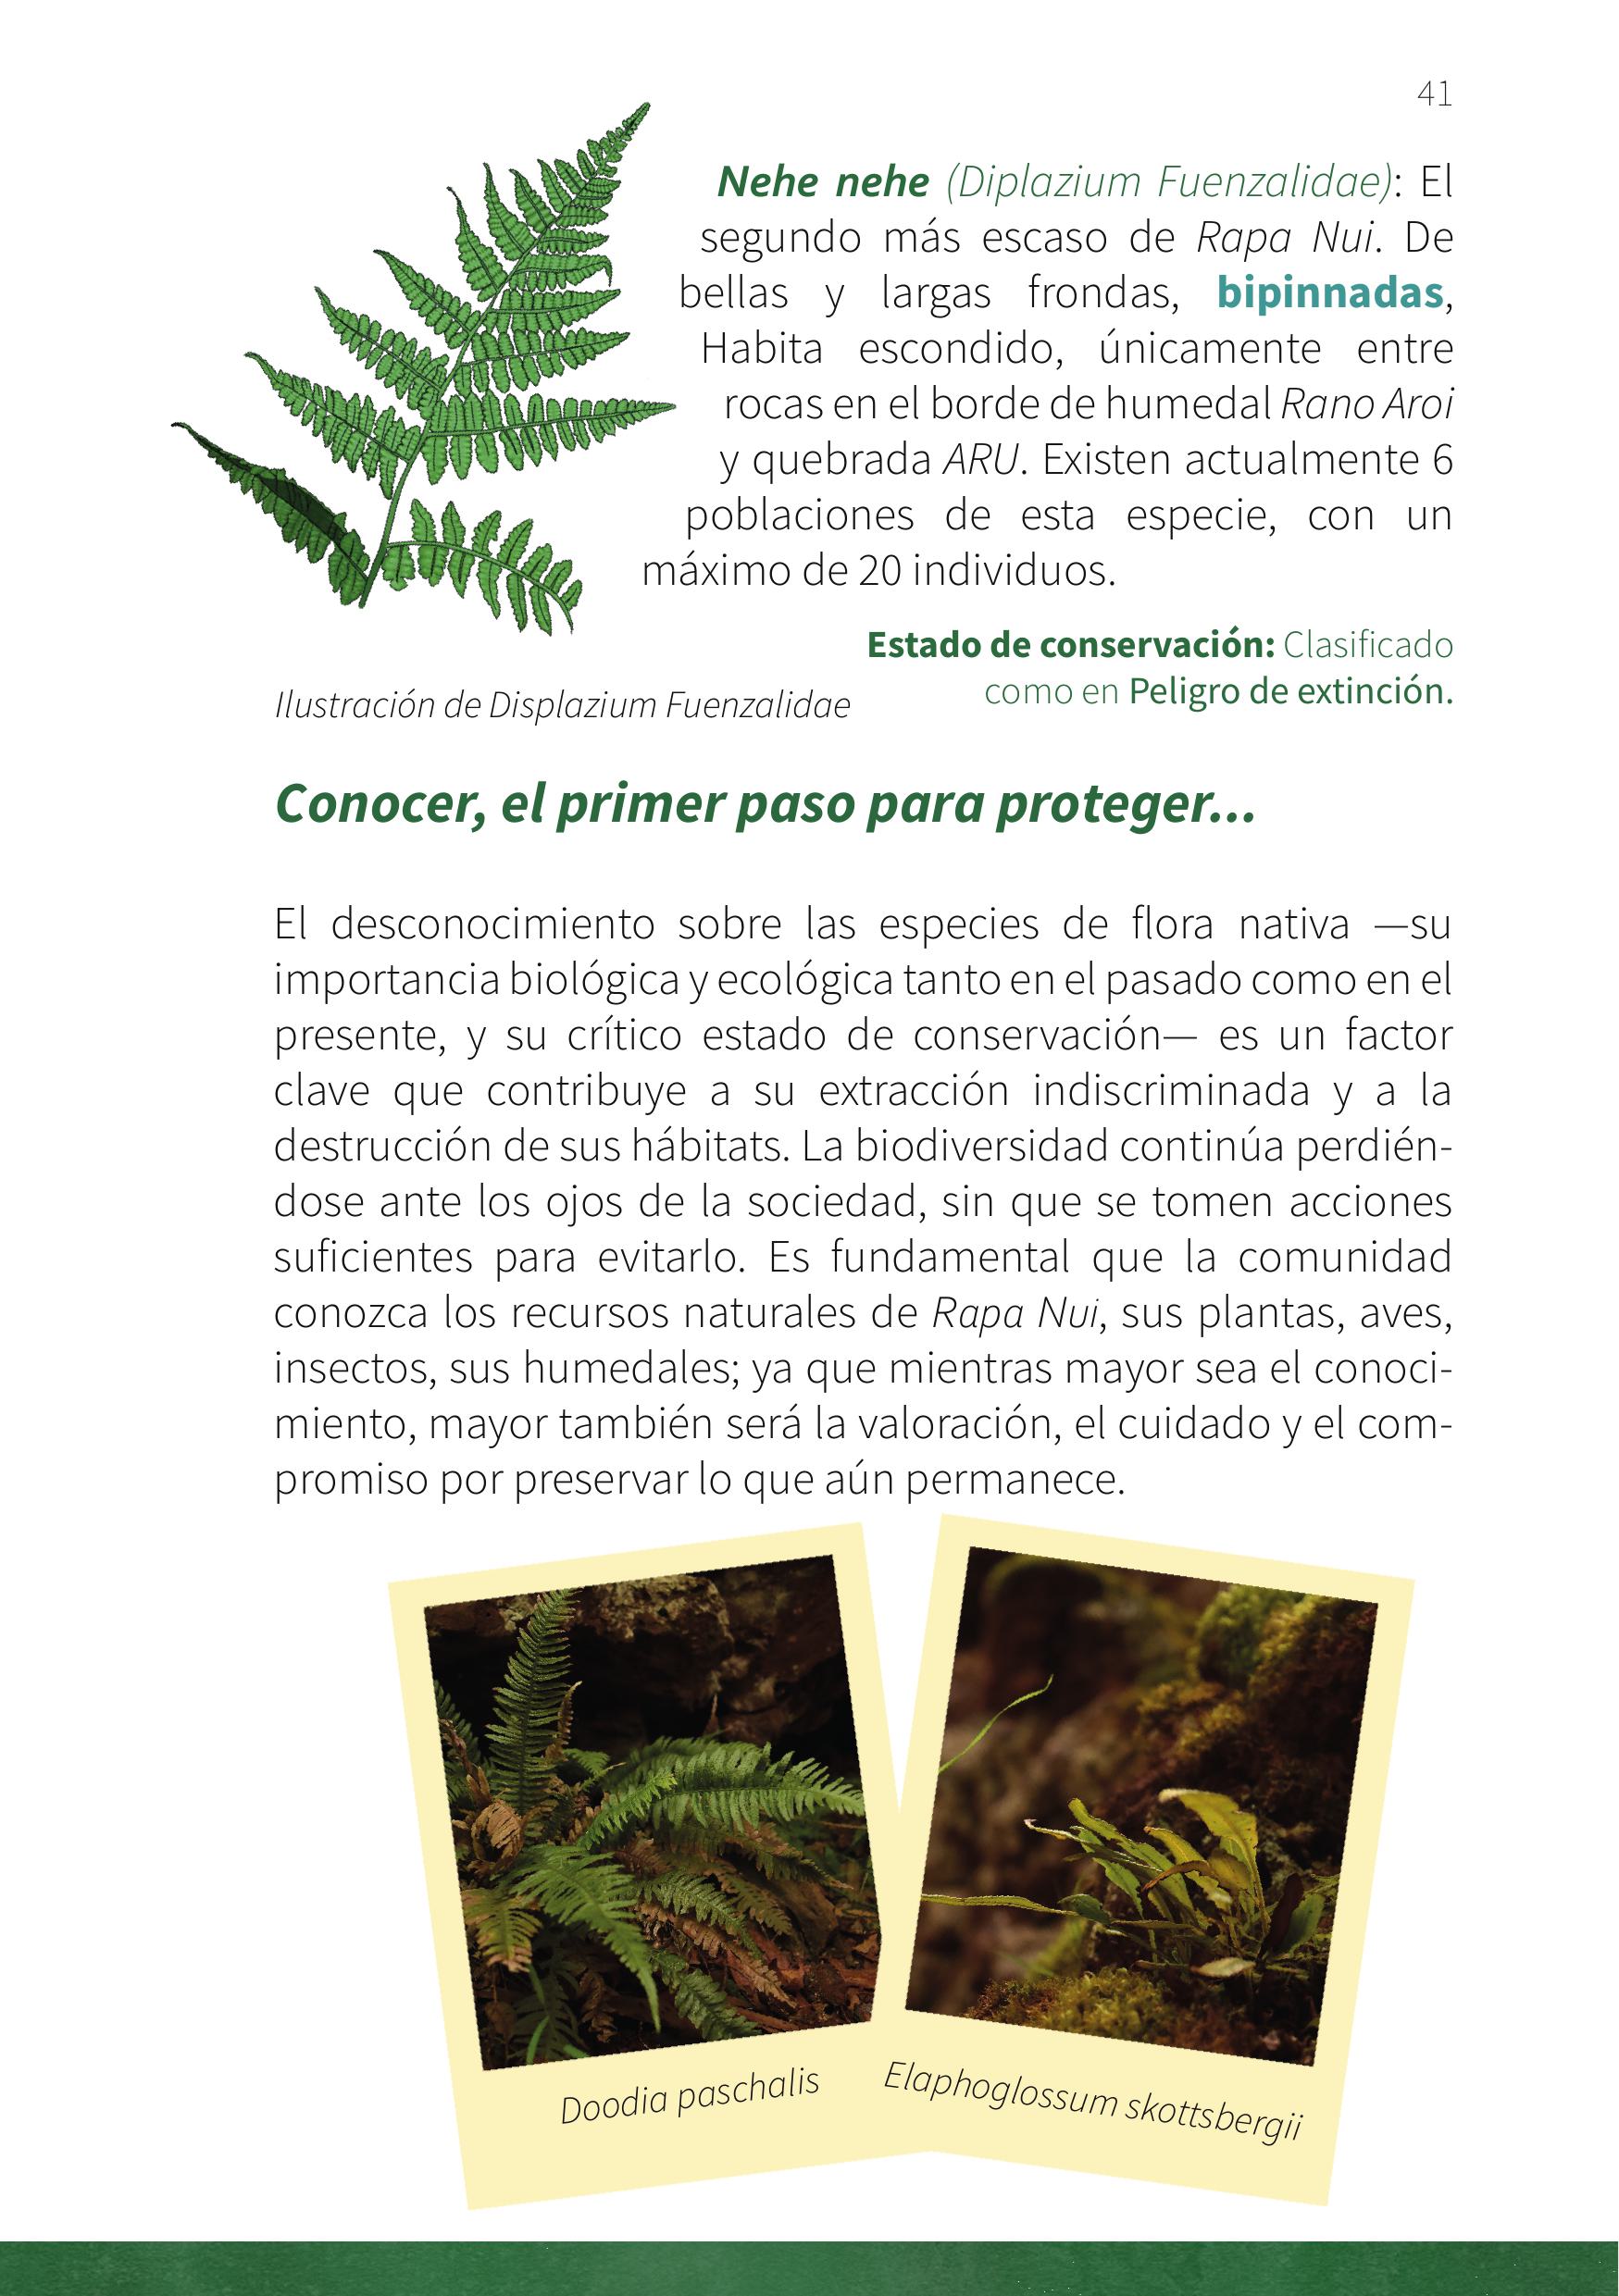 41
Nehe nehe (Diplazium Fuenzalidae): El
segundo más escaso de Rapa Nui. De
bellas y largas frondas, bipinnadas,
Habita escondido, únicamente entre
rocas en el borde de humedal Rano Aroi
y quebrada ARU. Existen actualmente 6
poblaciones de esta especie, con un
máximo de 20 individuos.
Estado de conservación: Clasificado
como en Peligro de extinción.
Ilustración de Displazium Fuenzalidae
Conocer, el primer paso para proteger...
El desconocimiento sobre las especies de flora nativa —su
importancia biológica y ecológica tanto en el pasado como en el
presente, y su crítico estado de conservación— es un factor
clave que contribuye a su extracción indiscriminada y a la
destrucción de sus hábitats. La biodiversidad continúa perdién-
dose ante los ojos de la sociedad, sin que se tomen acciones
suficientes para evitarlo. Es fundamental que la comunidad
conozca los recursos naturales de Rapa Nui, sus plantas, aves,
insectos, sus humedales; ya que mientras mayor sea el conoci-
miento, mayor también será la valoración, el cuidado y el com-
promiso por preservar lo que aún permanece.
Doodia paschalis
Elaphoglossum skottsbergii